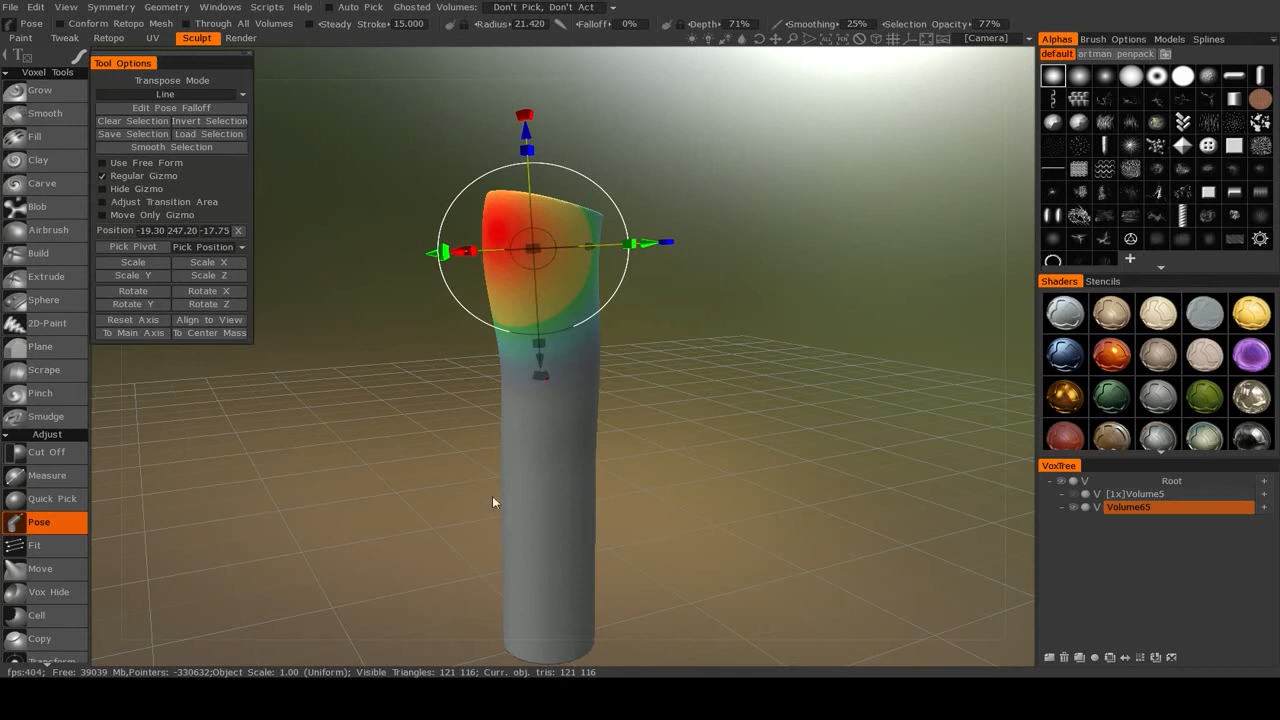 File Edit View Symmetry Geometry Windows Scripts Help Auto Pick Ghosted Volumes: Don't Pick, Don't Act
Pose Conform Retopo Mesh Through All Volumes Steady Stroke 15.000 Radius 21.420 Falloff 0% Depth 71% Smoothing 25% Selection Opacity 77%
Paint Tweak Retopo UV Sculpt Render [Camera]
Voxel Tools
Grow
Smooth
Fill
Clay
Carve
Blob
Airbrush
Build
Extrude
Sphere
2D-Paint
Plane
Scrape
Pinch
Smudge
Adjust
Cut Off
Measure
Quick Pick
Pose
Fit
Move
Vox Hide
Cell
Copy
Transform
Tool Options
Transpose Mode
Line
Edit Pose Falloff
Clear Selection Invert Selection
Save Selection Load Selection
Smooth Selection
Use Free Form
Regular Gizmo
Hide Gizmo
Adjust Transition Area
Move Only Gizmo
Position -19.30 247.20 -17.75 X
Pick Pivot Pick Position
Scale Scale X
Scale Y Scale Z
Rotate Rotate X
Rotate Y Rotate Z
Reset Axis Align to View
To Main Axis To Center Mass
Alphas Brush Options Models Splines
default artman penpack
Shaders Stencils
VoxTree
V Root +
V [1x]Volume5 +
V Volume65 +
fps:404; Free: 39039 Mb,Pointers: -330632;Object Scale: 1.00 (Uniform); Visible Triangles: 121 116; Curr. obj. tris: 121 116